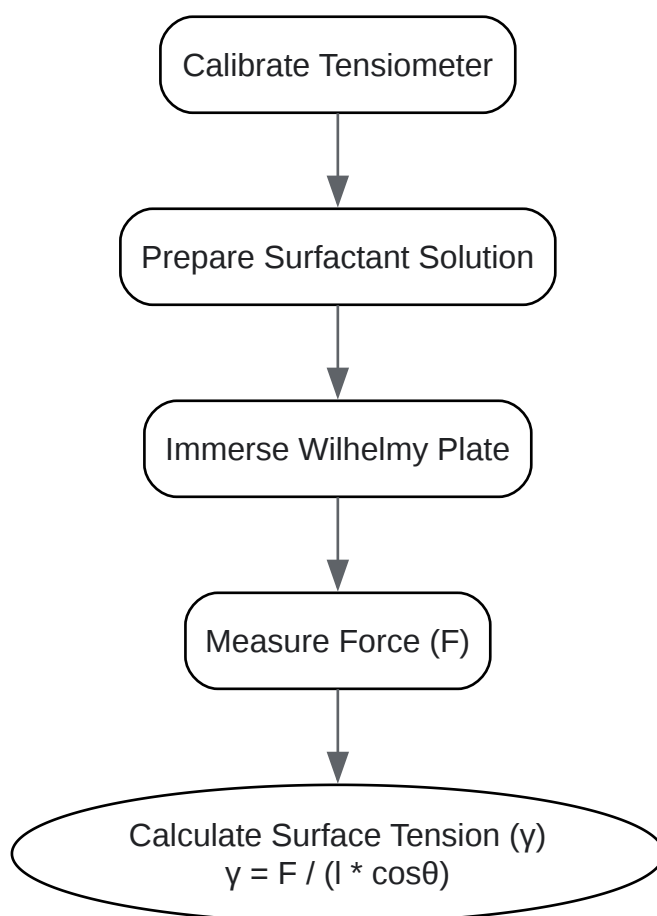 Calibrate Tensiometer
Prepare Surfactant Solution
Immerse Wilhelmy Plate
Measure Force (F)
Calculate Surface Tension (γ)
γ = F / (l * cosθ)